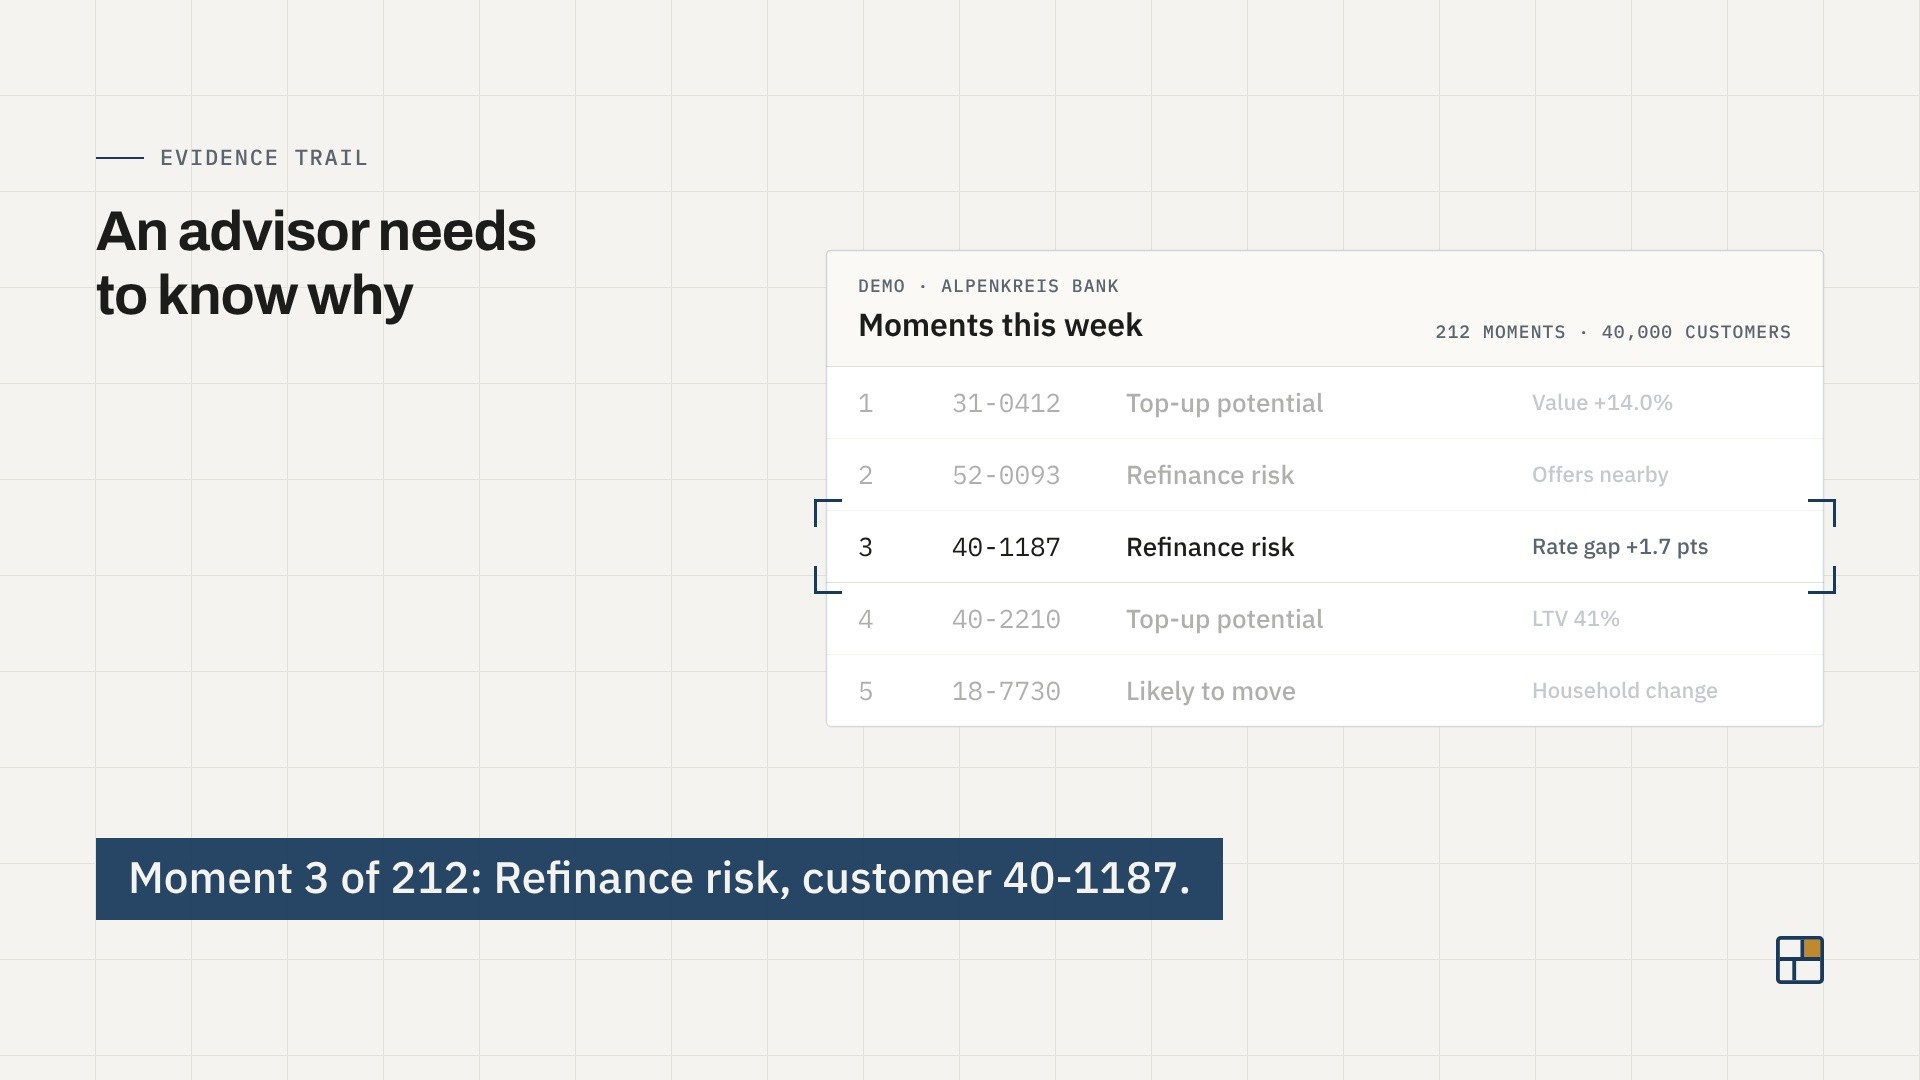 EVIDENCE TRAIL
An advisor needs
to know why
DEMO · ALPENKREIS BANK
Moments this week
212 MOMENTS · 40,000 CUSTOMERS
1 31-0412 Top-up potential Value +14.0%
2 52-0093 Refinance risk Offers nearby
3 40-1187 Refinance risk Rate gap +1.7 pts
4 40-2210 Top-up potential LTV 41%
5 18-7730 Likely to move Household change
Moment 3 of 212: Refinance risk, customer 40-1187.